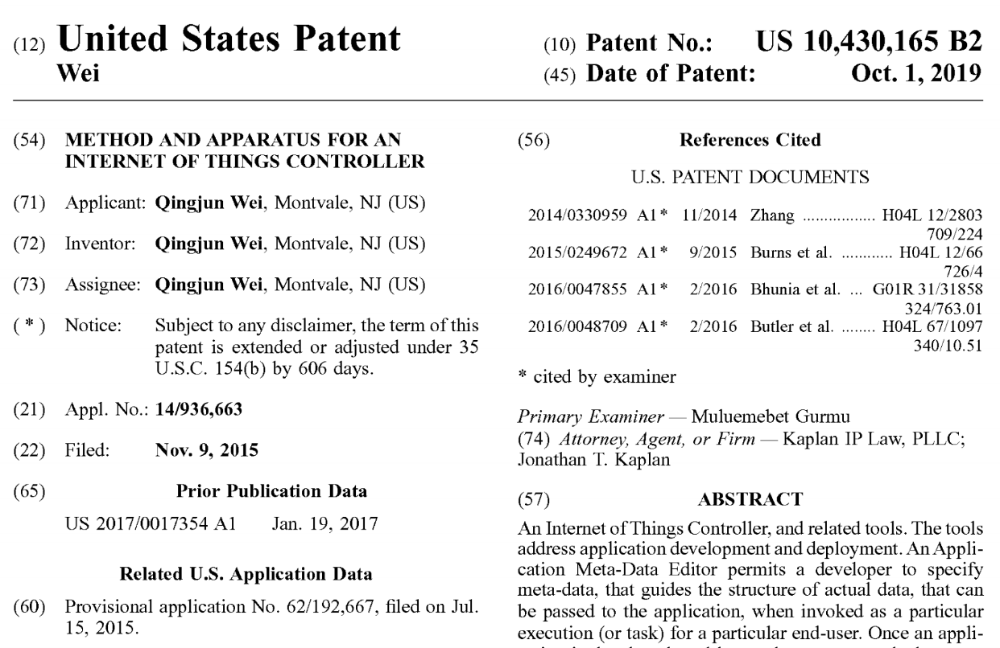 (12) United States Patent
Wei
(10) Patent No.: US 10,430,165 B2
(45) Date of Patent: Oct. 1, 2019
(54) METHOD AND APPARATUS FOR AN
INTERNET OF THINGS CONTROLLER
(71) Applicant: Qingjun Wei, Montvale, NJ (US)
(72) Inventor: Qingjun Wei, Montvale, NJ (US)
(73) Assignee: Qingjun Wei, Montvale, NJ (US)
( * ) Notice: Subject to any disclaimer, the term of this
patent is extended or adjusted under 35
U.S.C. 154(b) by 606 days.
(21) Appl. No.: 14/936,663
(22) Filed: Nov. 9, 2015
(65) Prior Publication Data
US 2017/0017354 A1 Jan. 19, 2017
Related U.S. Application Data
(60) Provisional application No. 62/192,667, filed on Jul.
15, 2015.
(56) References Cited
U.S. PATENT DOCUMENTS
2014/0330959 A1* 11/2014 Zhang ................. H04L 12/2803
709/224
2015/0249672 A1* 9/2015 Burns et al. ............ H04L 12/66
726/4
2016/0047855 A1* 2/2016 Bhunia et al. ... G01R 31/31858
324/763.01
2016/0048709 A1* 2/2016 Butler et al. ........ H04L 67/1097
340/10.51
* cited by examiner
Primary Examiner — Muluemebet Gurmu
(74) Attorney, Agent, or Firm — Kaplan IP Law, PLLC;
Jonathan T. Kaplan
(57) ABSTRACT
An Internet of Things Controller, and related tools. The tools
address application development and deployment. An Appli-
cation Meta-Data Editor permits a developer to specify
meta-data, that guides the structure of actual data, that can
be passed to the application, when invoked as a particular
execution (or task) for a particular end-user. Once an appli-